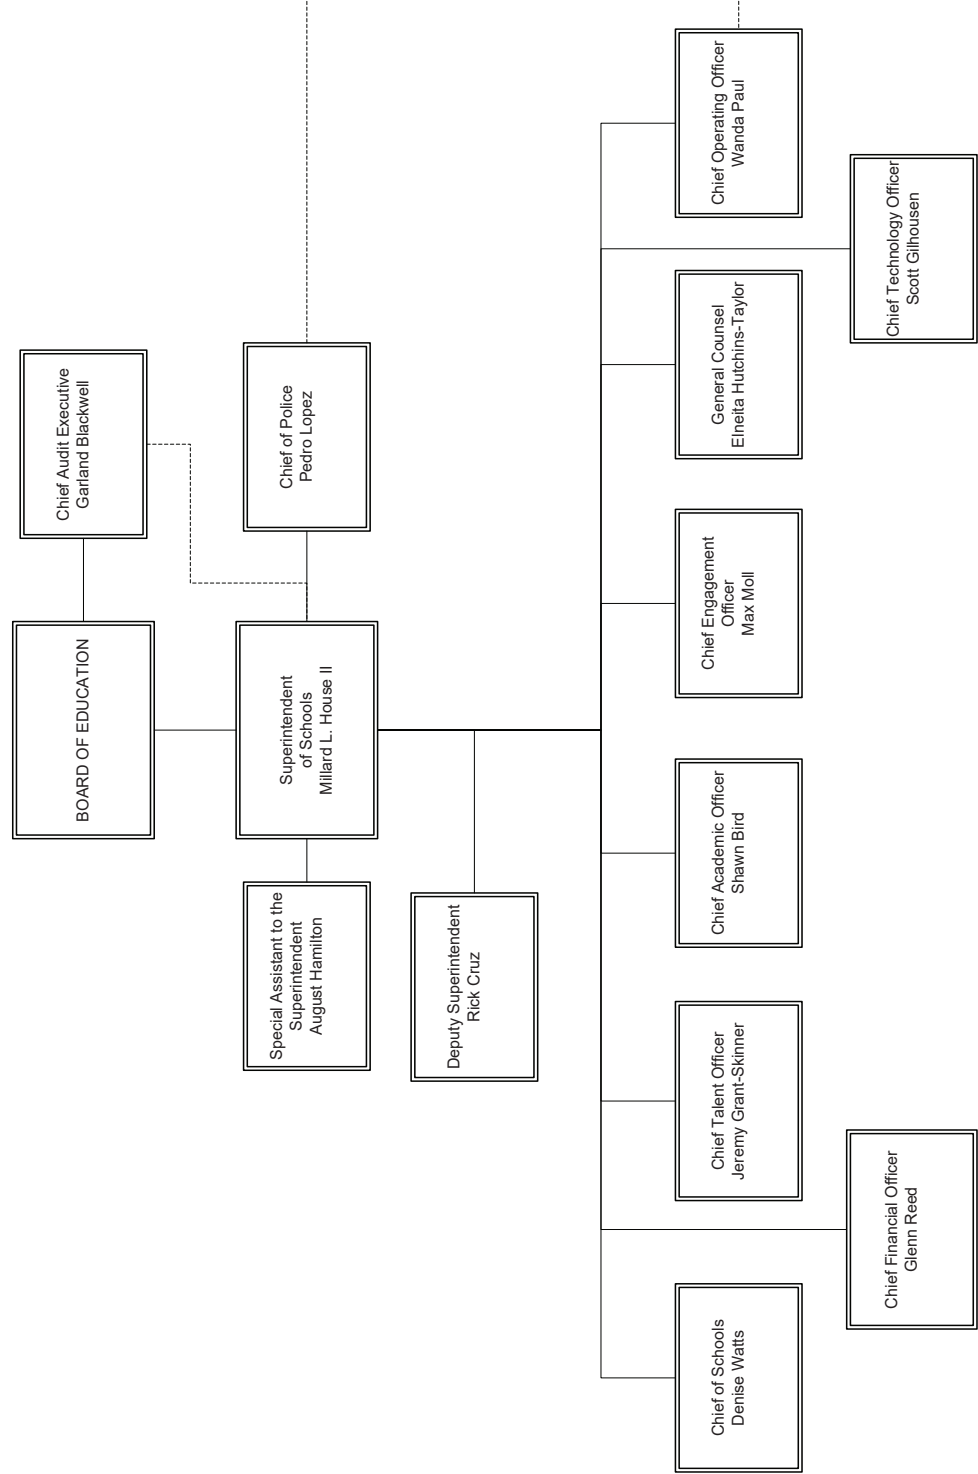 BOARD OF EDUCATION
Chief Audit Executive
Garland Blackwell
Special Assistant to the
Superintendent
August Hamilton
Superintendent
of Schools
Millard L. House II
Chief of Police
Pedro Lopez
Deputy Superintendent
Rick Cruz
Chief of Schools
Denise Watts
Chief Talent Officer
Jeremy Grant-Skinner
Chief Academic Officer
Shawn Bird
Chief Engagement
Officer
Max Moll
General Counsel
Elneita Hutchins-Taylor
Chief Operating Officer
Wanda Paul
Chief Financial Officer
Glenn Reed
Chief Technology Officer
Scott Gilhousen